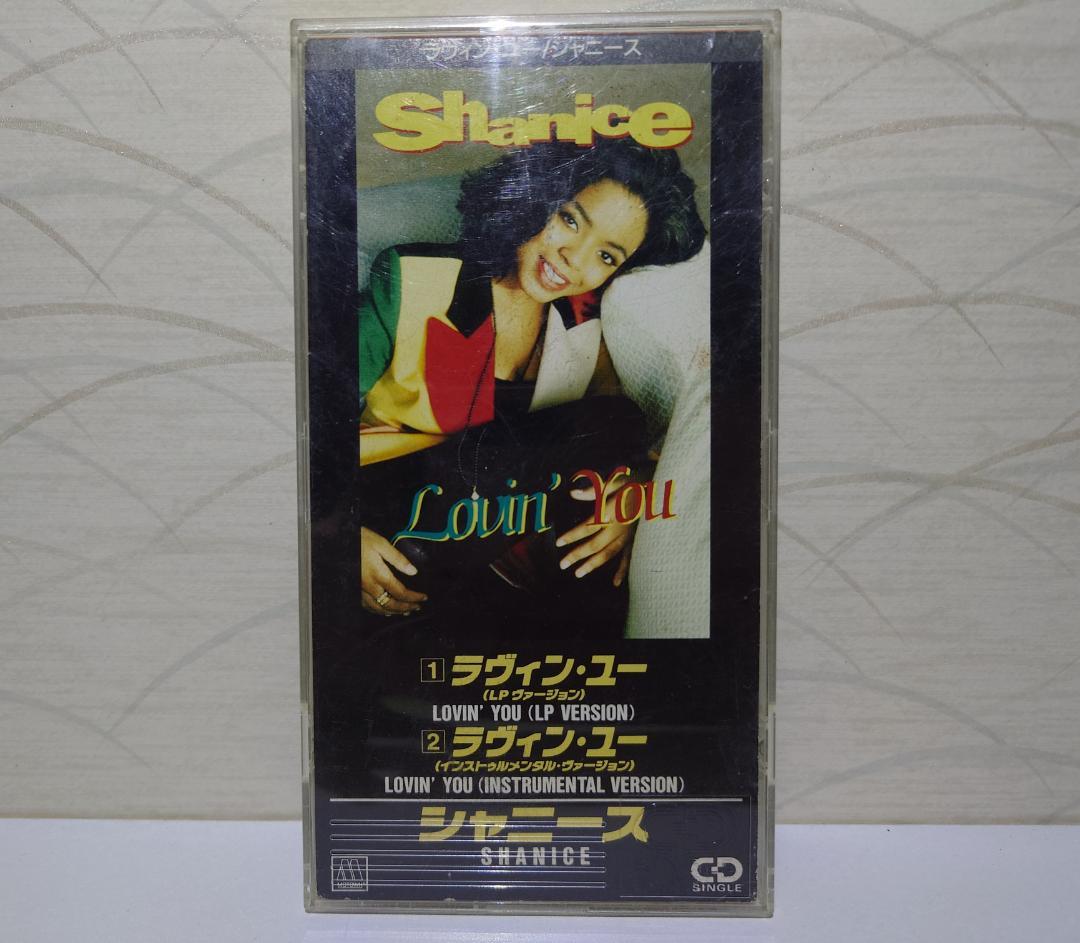 ラヴィン・ユー/シャニース
Shanice
Lovin' You
1 ラヴィン・ユー
(LP ヴァージョン)
LOVIN' YOU (LP VERSION)
2 ラヴィン・ユー
(インストゥルメンタル・ヴァージョン)
LOVIN' YOU (INSTRUMENTAL VERSION)
シャニース
SHANICE
M
MOTOWN
CD
SINGLE